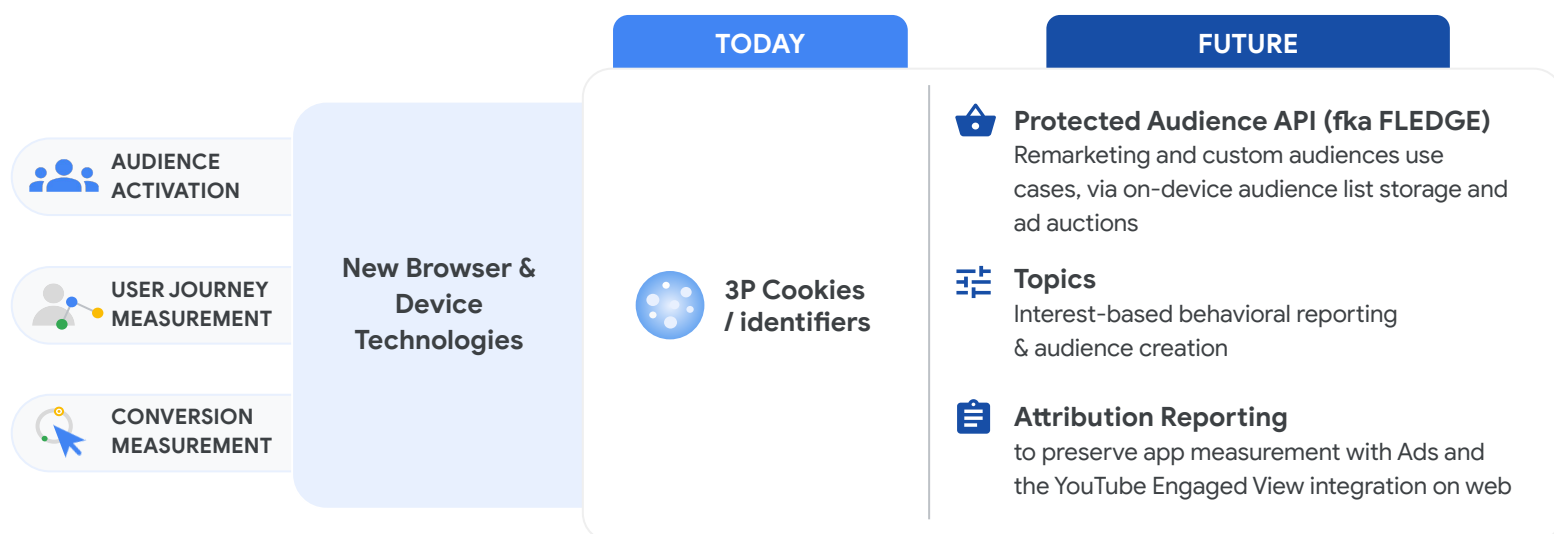 TODAY
FUTURE
AUDIENCE
ACTIVATION
USER JOURNEY
MEASUREMENT
CONVERSION
MEASUREMENT
New Browser &
Device
Technologies
3P Cookies
/ identifiers
Protected Audience API (fka FLEDGE)
Remarketing and custom audiences use
cases, via on-device audience list storage and
ad auctions
Topics
Interest-based behavioral reporting
& audience creation
Attribution Reporting
to preserve app measurement with Ads and
the YouTube Engaged View integration on web